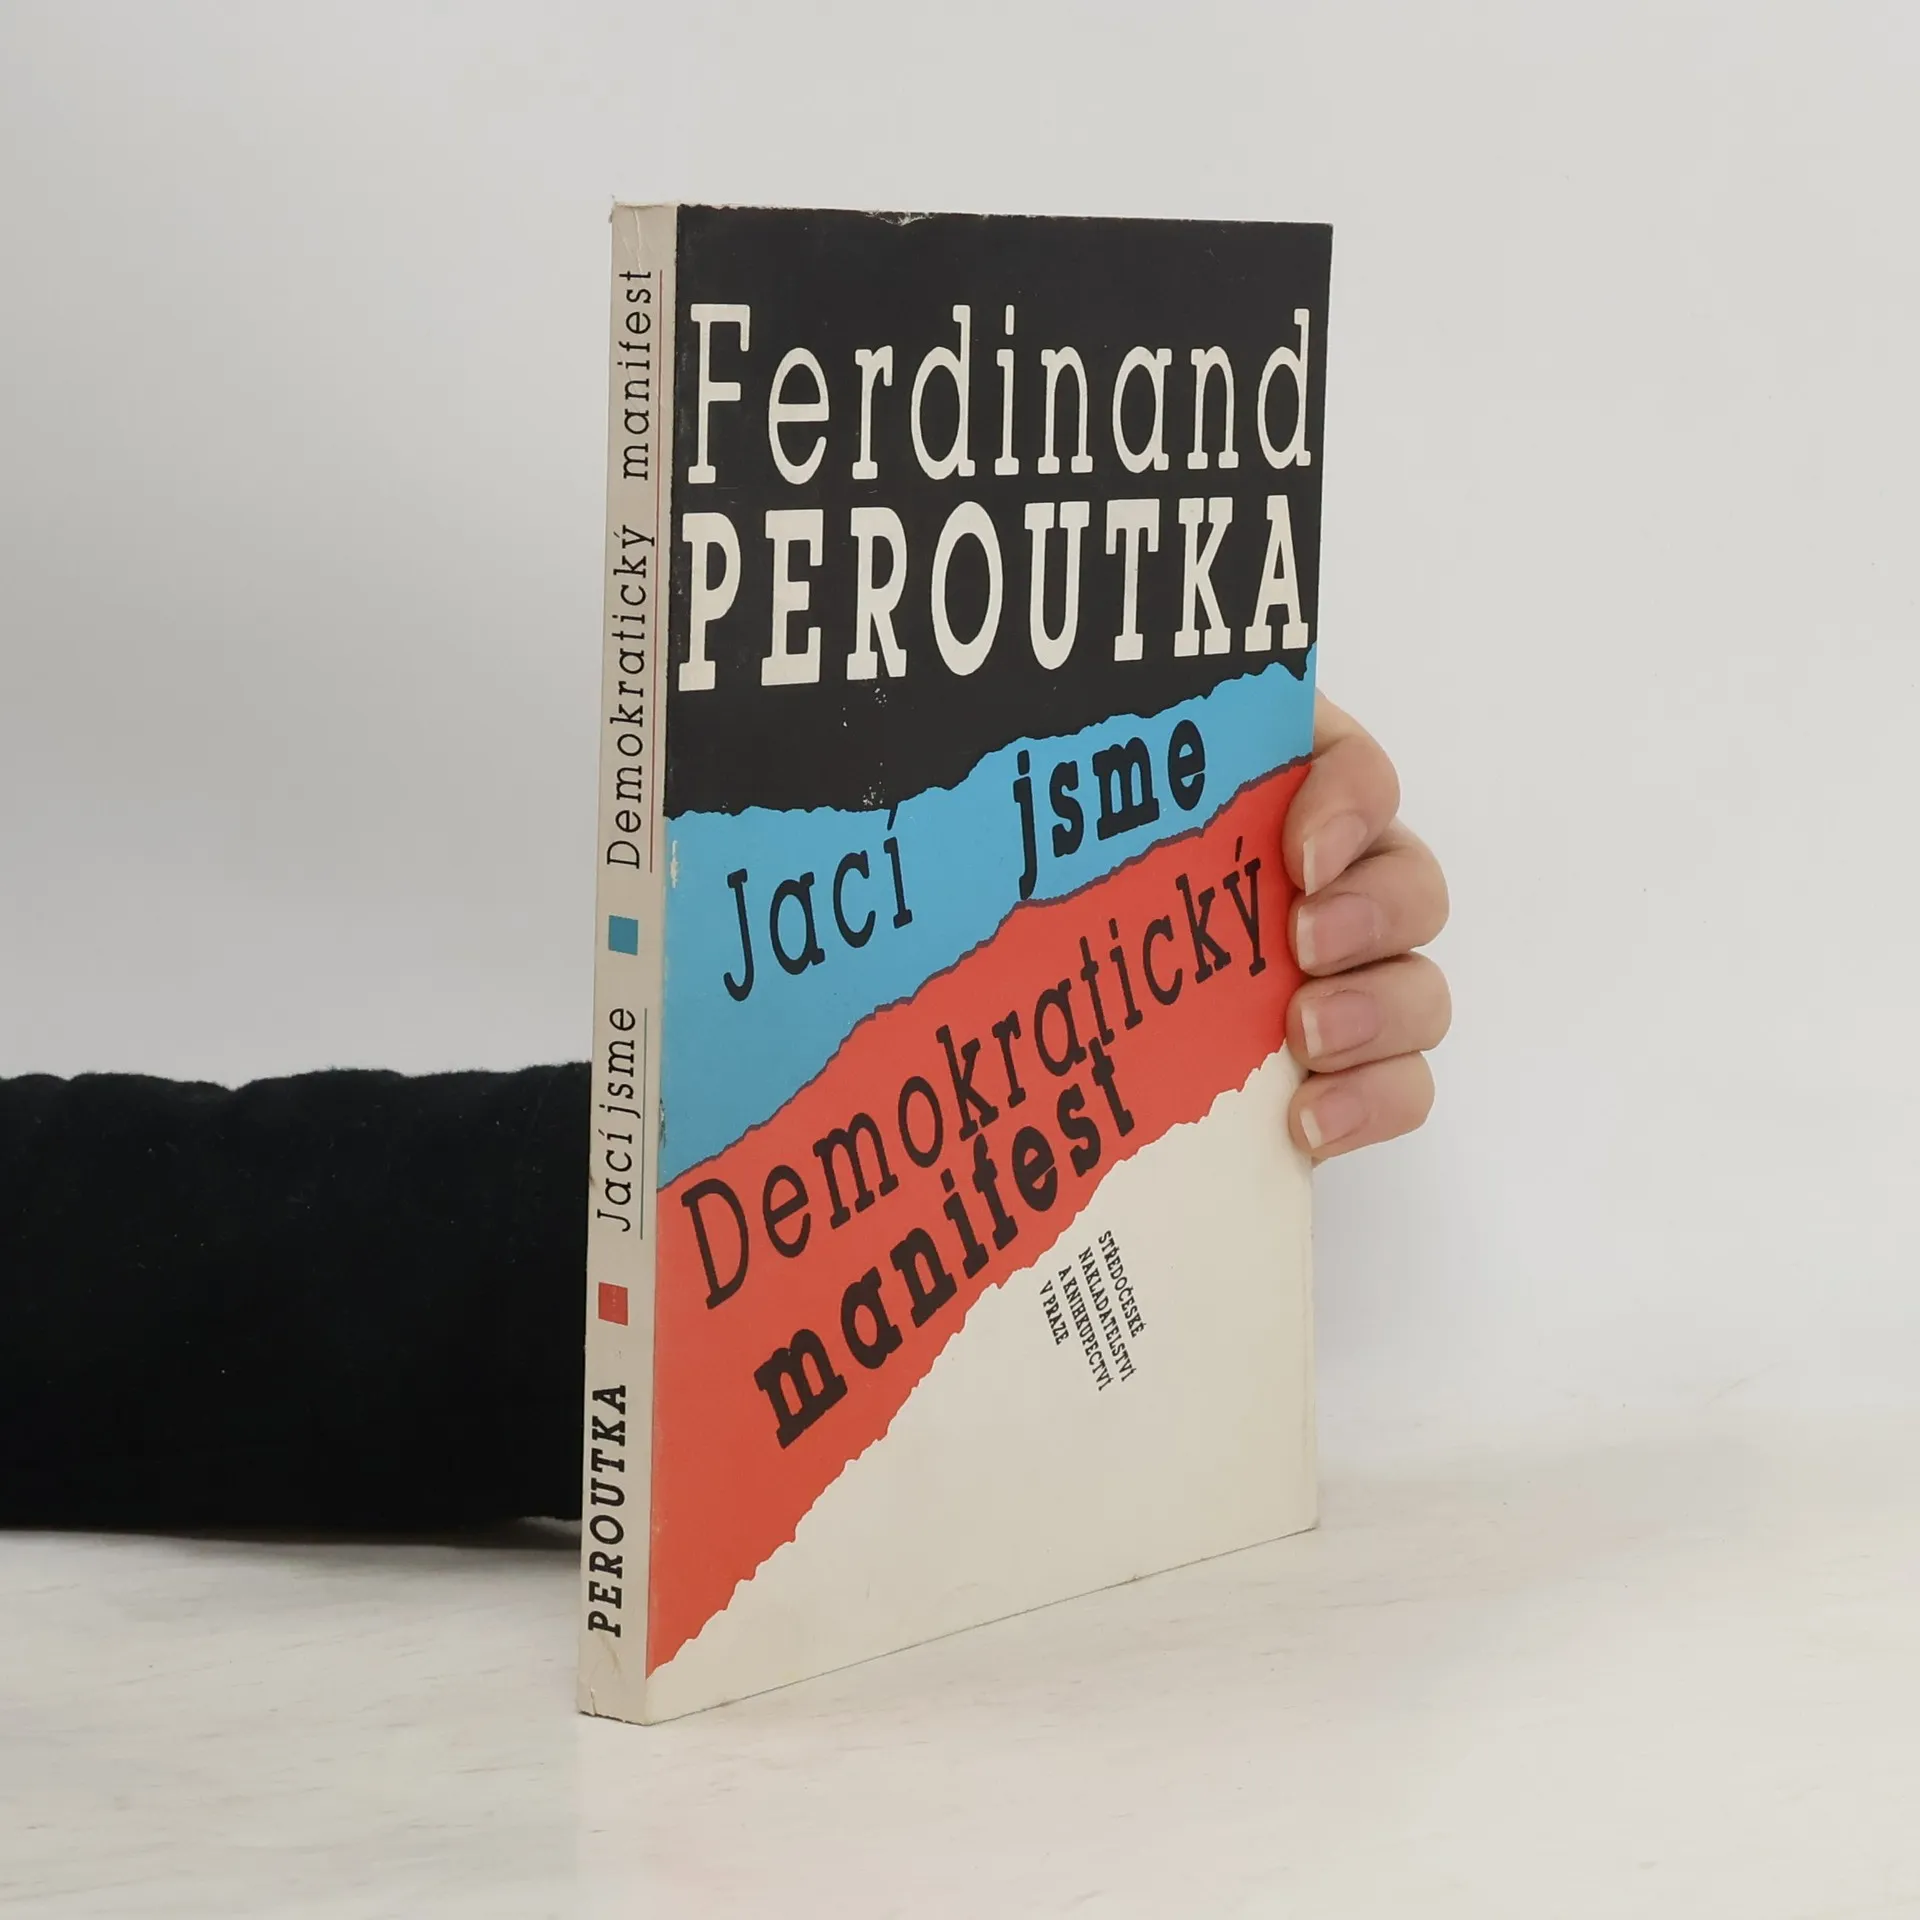 Ferdinand
PEROUTKA
Jací jsme
Demokratický
manifest
STŘEDOČESKÉ
NAKLADATELSTVÍ
A KNIHKUPECTVÍ
V PRAZE
PEROUTKA Jací jsme Demokratický manifest